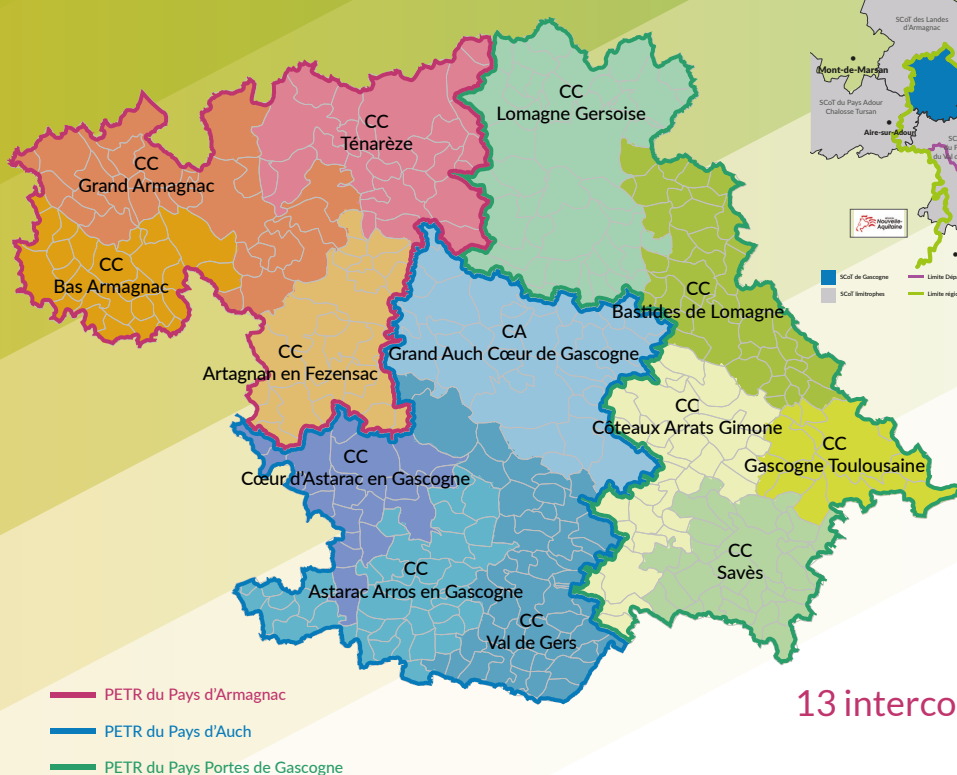 CC
Lomagne Gersoise
CC
Ténarèze
CC
Grand Armagnac
CC
Bas Armagnac
CC
Bastides de Lomagne
CA
Grand Auch Cœur de Gascogne
CC
Artagnan en Fezensac
CC
Côteaux Arrats Gimone
CC
Gascogne Toulousaine
CC
Cœur d'Astarac en Gascogne
CC
Savès
CC
Astarac Arros en Gascogne
CC
Val de Gers
PETR du Pays d'Armagnac
PETR du Pays d'Auch
PETR du Pays Portes de Gascogne
13 interco
SCoT des Landes
d'Armagnac
Mont-de-Marsan
SCoT du Pays Adour
Chalosse Tursan
Aire-sur-Adour
Nouvelle-
Aquitaine
SCoT de Gascogne
SCoT limitrophes
Limite Dép
Limite régi